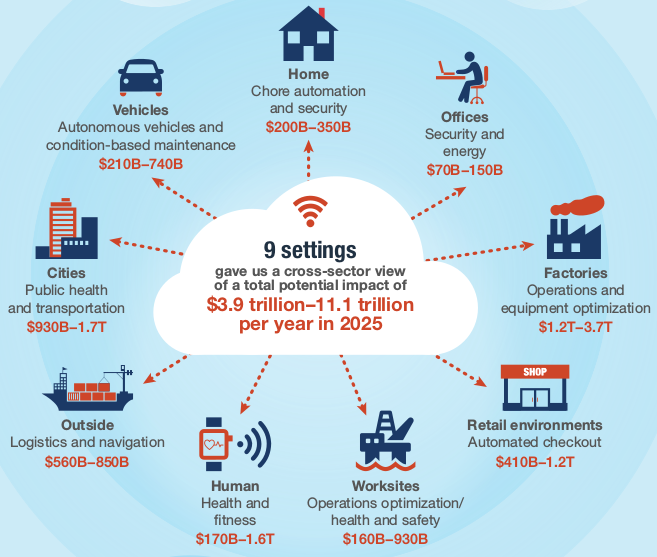 Home
Chore automation
and security
$200B–350B
Vehicles
Autonomous vehicles and
condition-based maintenance
$210B–740B
Offices
Security and
energy
$70B–150B
9 settings
gave us a cross-sector view
of a total potential impact of
$3.9 trillion–11.1 trillion
per year in 2025
Cities
Public health
and transportation
$930B–1.7T
Factories
Operations and
equipment optimization
$1.2T–3.7T
Outside
Logistics and navigation
$560B–850B
SHOP
Retail environments
Automated checkout
$410B–1.2T
Human
Health and
fitness
$170B–1.6T
Worksites
Operations optimization/
health and safety
$160B–930B